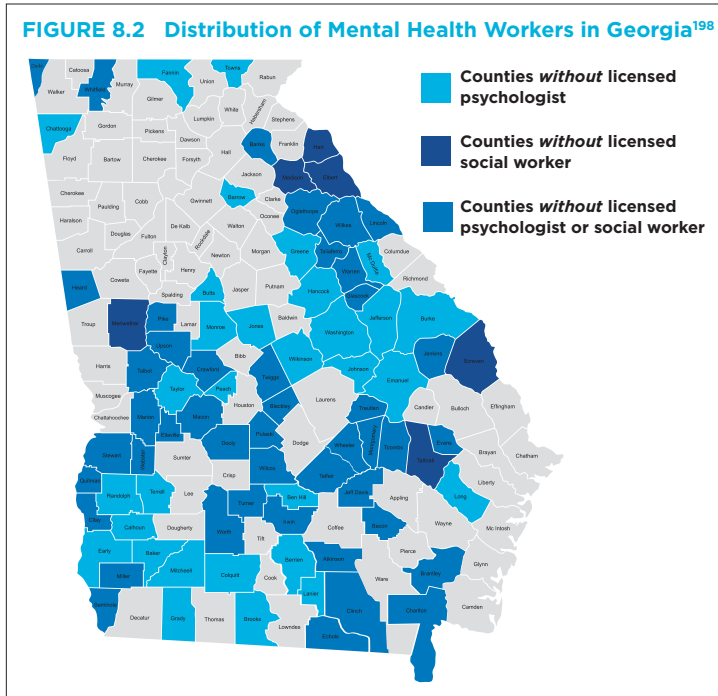 FIGURE 8.2 Distribution of Mental Health Workers in Georgia198
Counties without licensed
psychologist
Counties without licensed
social worker
Counties without licensed
psychologist or social worker
Catoosa
Fannin
Towns
Rabun
Walker
Whitfield
Murray
Union
Gilmer
White
Habersham
Stephens
Lumpkin
Chattooga
Gordon
Pickens
Dawson
Banks
Franklin
Hart
Floyd
Bartow
Cherokee
Forsyth
Hall
Jackson
Madison
Elbert
Cherokee
Barrow
Clarke
Oglethorpe
Wilkes
Lincoln
Paulding
Cobb
Gwinnett
Oconee
Haralson
Douglas
Fulton
De Kalb
Rockdale
Walton
Morgan
Greene
Taliaferro
Mc Duffie
Columdue
Carroll
Clayton
Newton
Warren
Richmond
Fayette
Henry
Coweta
Heard
Spalding
Butts
Jasper
Putnam
Hancock
Troup
Meriwether
Pike
Lamar
Monroe
Jones
Baldwin
Washington
Jefferson
Burke
Upson
Bibb
Wilkinson
Harris
Talbot
Crawford
Twiggs
Johnson
Jenkins
Screven
Taylor
Peach
Emanuel
Muscogee
Houston
Bleckley
Laurens
Candler
Bulloch
Effingham
Chattahoochee
Marion
Macon
Treutlen
Dooly
Pulaski
Dodge
Wheeler
Montgomery
Toombs
Evans
Tattnall
Brayan
Chatham
Stewart
Webster
Sumter
Wilcox
Telfair
Liberty
Quitman
Crisp
Jeff Davis
Long
Randolph
Terrell
Lee
Turner
Ben Hill
Appling
Clay
Calhoun
Dougherty
Worth
Irwin
Coffee
Bacon
Wayne
Mc Intosh
Tift
Pierce
Early
Baker
Mitchell
Colquitt
Berrien
Atkinson
Ware
Brantley
Glynn
Miller
Cook
Lanier
Clinch
Charlton
Camden
Seminole
Decatur
Grady
Thomas
Brooks
Lowndes
Echols